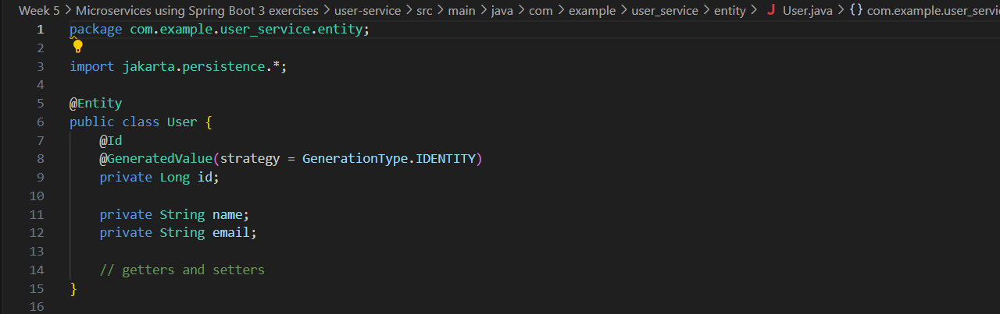 Week 5 > Microservices using Spring Boot 3 exercises > user-service > src > main > java > com > example > user_service > entity > J User.java > {} com.example.user_servi
1 package com.example.user_service.entity;
2
3 import jakarta.persistence.*;
4
5 @Entity
6 public class User {
7 @Id
8 @GeneratedValue(strategy = GenerationType.IDENTITY)
9 private Long id;
10
11 private String name;
12 private String email;
13
14 // getters and setters
15 }
16